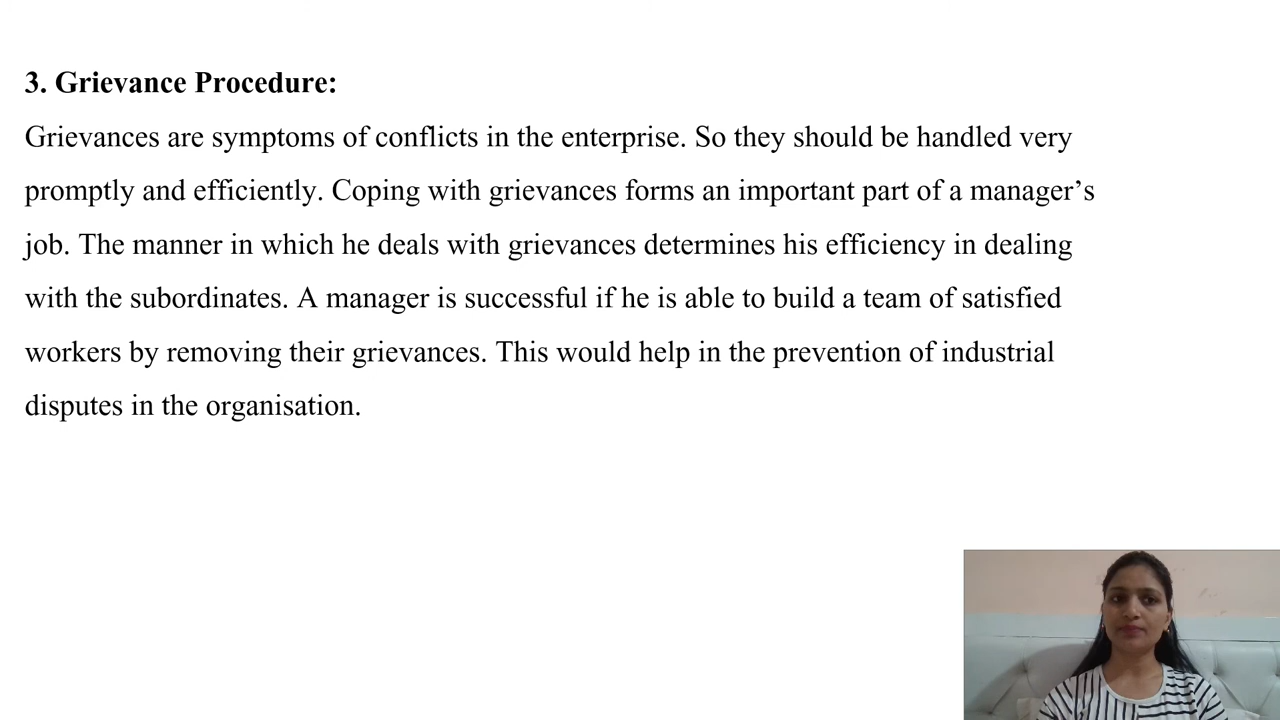 3. Grievance Procedure:
Grievances are symptoms of conflicts in the enterprise. So they should be handled very
promptly and efficiently. Coping with grievances forms an important part of a manager’s
job. The manner in which he deals with grievances determines his efficiency in dealing
with the subordinates. A manager is successful if he is able to build a team of satisfied
workers by removing their grievances. This would help in the prevention of industrial
disputes in the organisation.